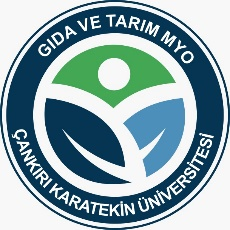 GIDA VE TARIM MYO
ÇANKIRI KARATEKİN ÜNİVERSİTESİ